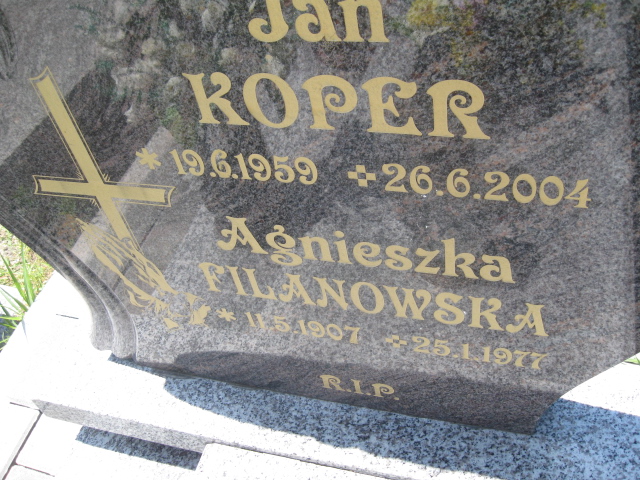 Jan
KOPER
* 19.6.1959 ✢ 26.6.2004
Agnieszka
FILANOWSKA
* 11.5.1907 ✢ 25.1.1977
R.I.P.